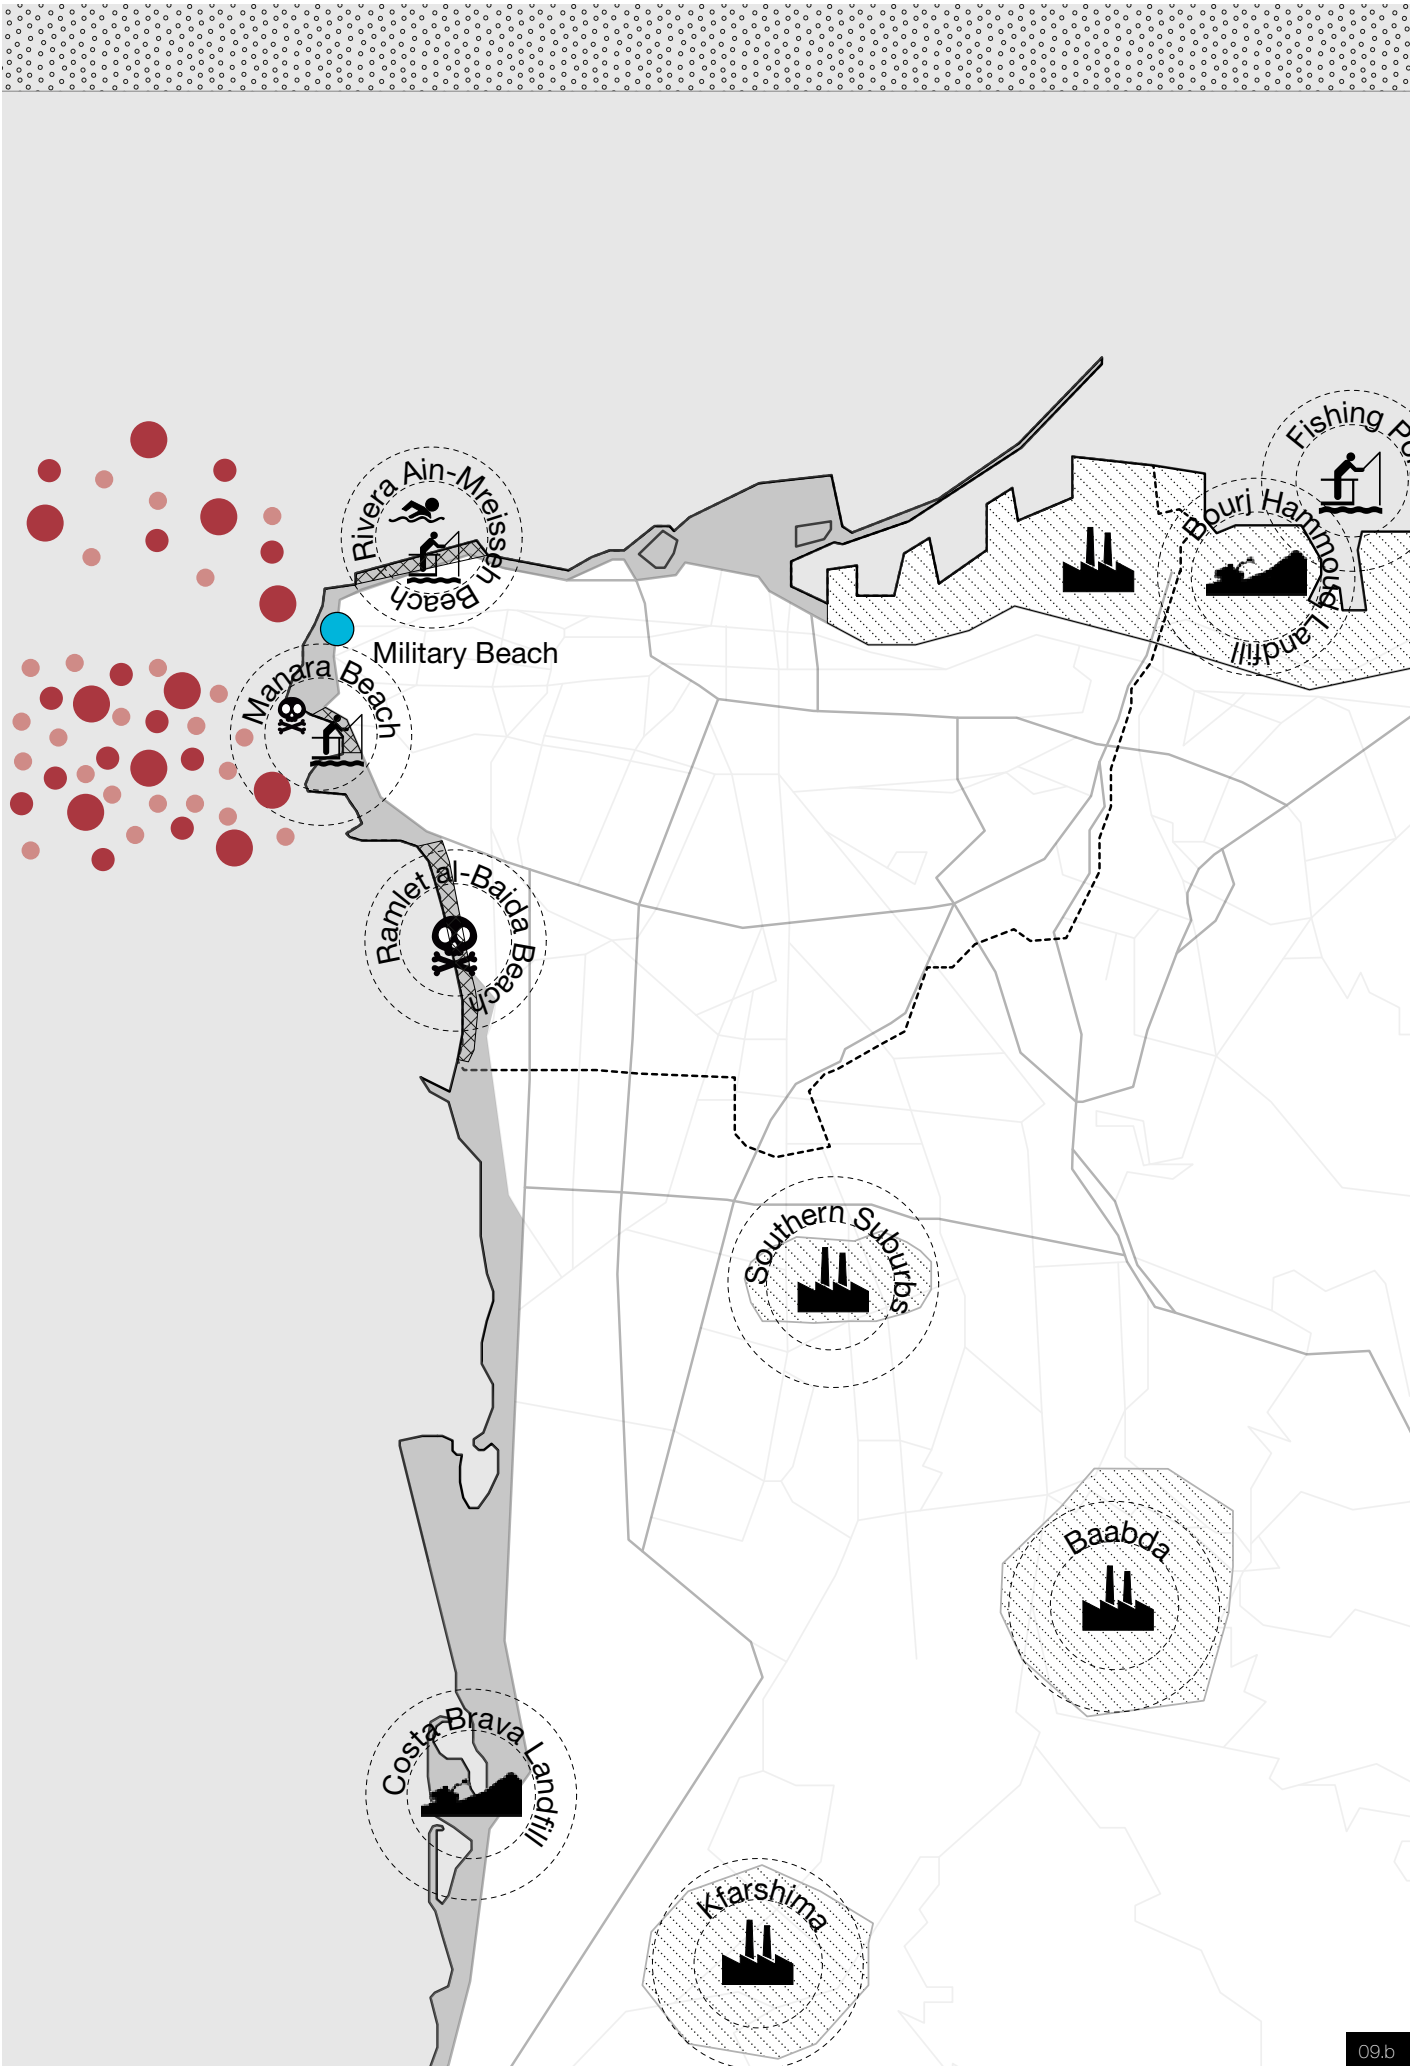 Fishing
Rivera Ain-Mreisseh Beach
Bourj Hammoud Landfill
Military Beach
Manara Beach
Ramlet al-Baida Beach
Southern Suburbs
Baabda
Costa Brava Landfill
Kfarshima
09.b